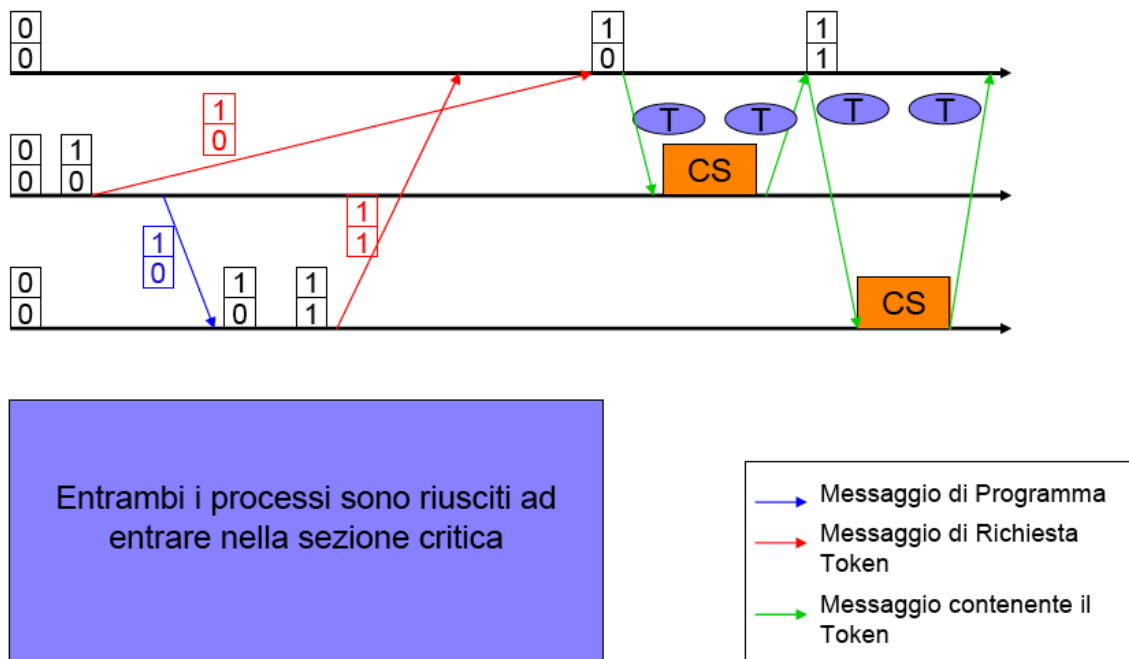 0
0
1
0
1
1
1
0
T
T
T
T
0
0
1
0
CS
1
1
1
0
0
0
1
0
1
1
CS
Entrambi i processi sono riusciti ad
entrare nella sezione critica
Messaggio di Programma
Messaggio di Richiesta
Token
Messaggio contenente il
Token